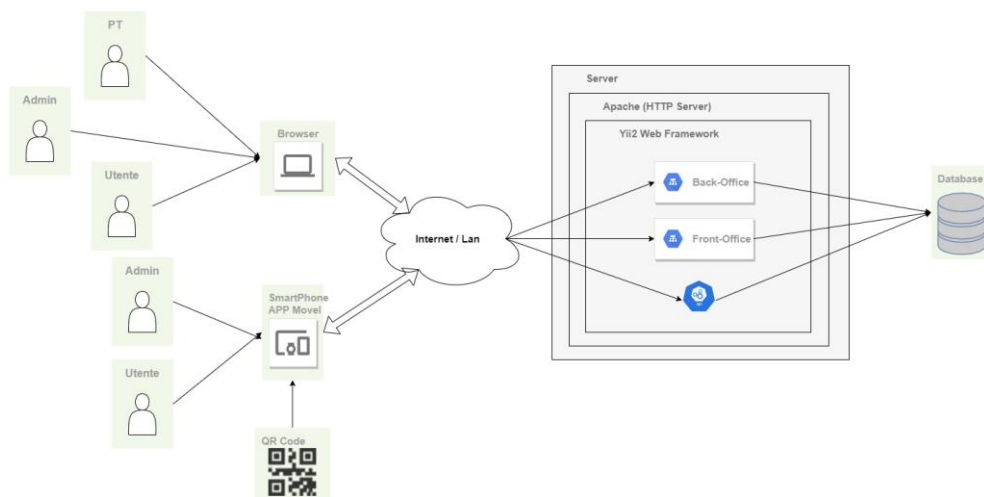 PT
Admin
Utente
Browser
Admin
Utente
SmartPhone
APP Movel
QR Code
Internet / Lan
Server
Apache (HTTP Server)
Yii2 Web Framework
Back-Office
Front-Office
Database